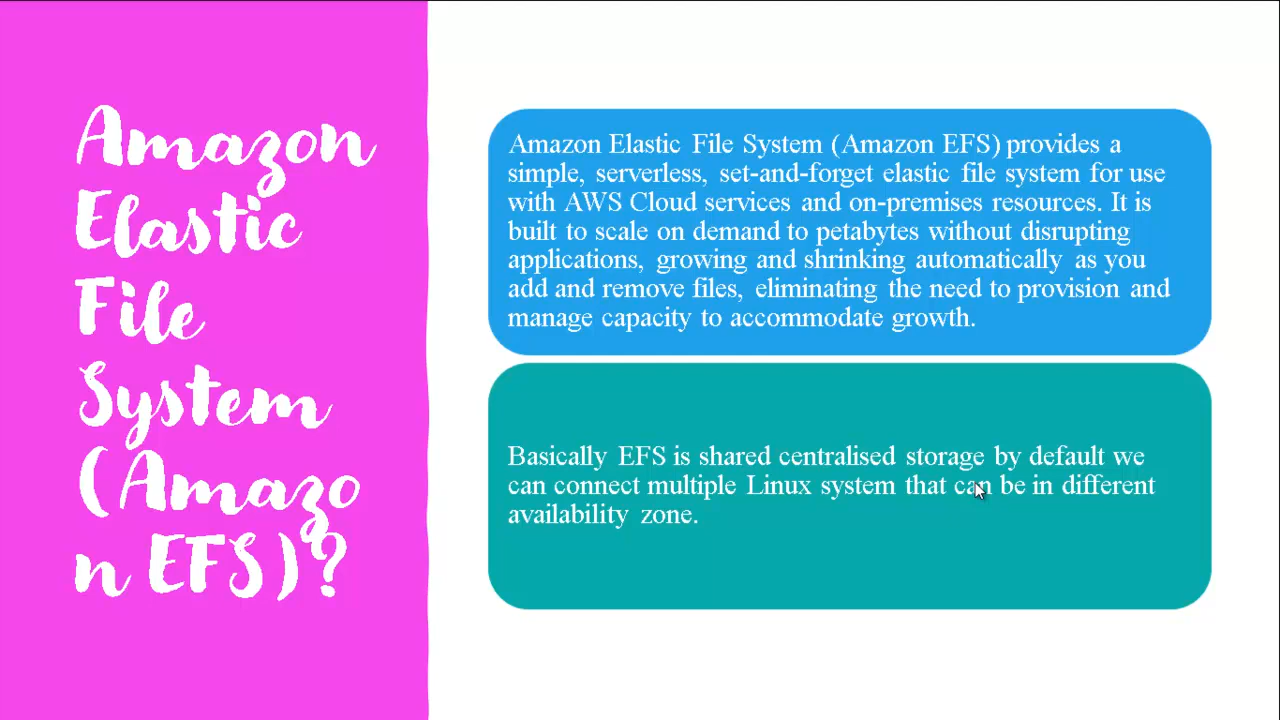 Amazon
Elastic
File
System
(Amazo
n EFS)?
Amazon Elastic File System (Amazon EFS) provides a
simple, serverless, set-and-forget elastic file system for use
with AWS Cloud services and on-premises resources. It is
built to scale on demand to petabytes without disrupting
applications, growing and shrinking automatically as you
add and remove files, eliminating the need to provision and
manage capacity to accommodate growth.
Basically EFS is shared centralised storage by default we
can connect multiple Linux system that can be in different
availability zone.